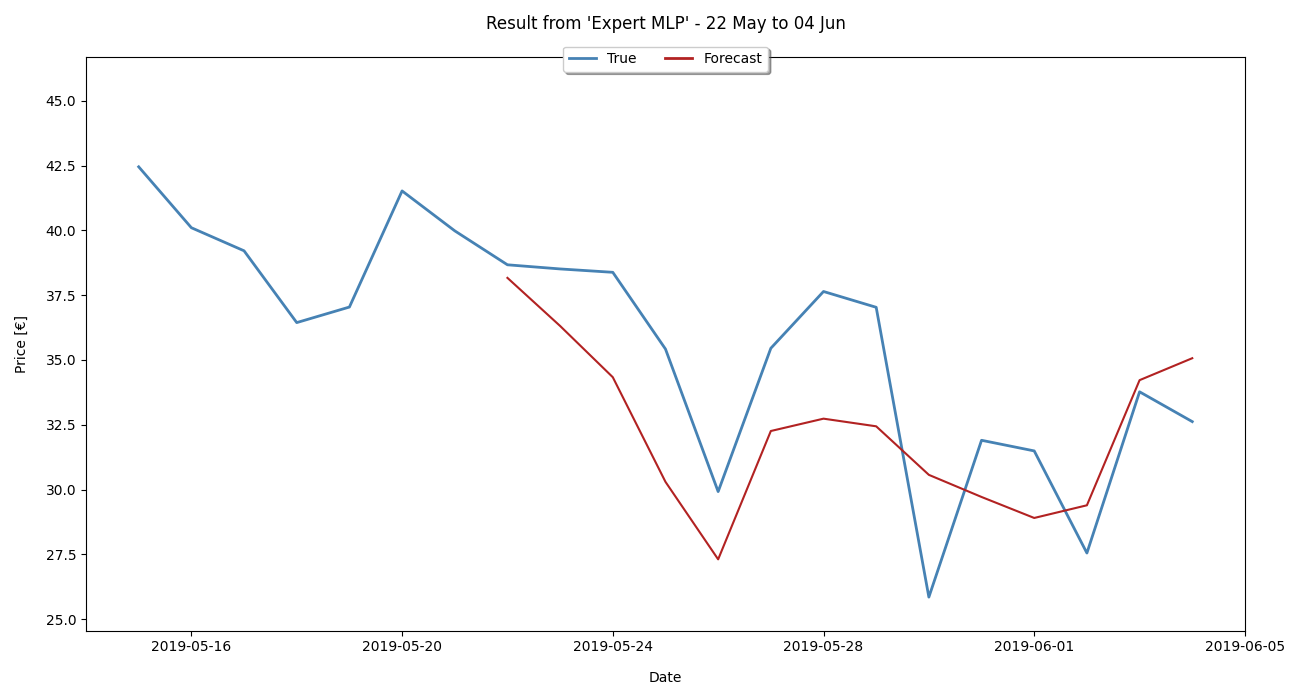 Result from 'Expert MLP' - 22 May to 04 Jun
True Forecast
45.0
42.5
40.0
37.5
35.0
32.5
30.0
27.5
25.0
Price [€]
2019-05-16 2019-05-20 2019-05-24 2019-05-28 2019-06-01 2019-06-05
Date